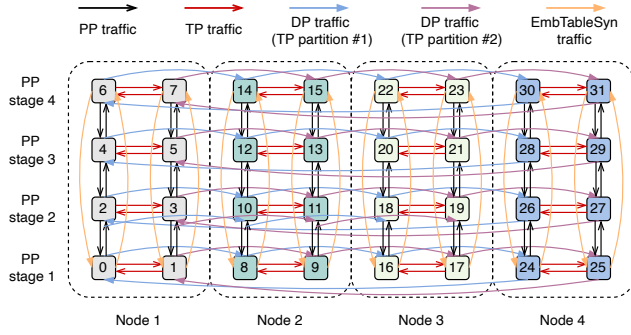 PP traffic
TP traffic
DP traffic
(TP partition #1)
DP traffic
(TP partition #2)
EmbTableSyn
traffic
PP
stage 4
6 7 14 15 22 23 30 31
PP
stage 3
4 5 12 13 20 21 28 29
PP
stage 2
2 3 10 11 18 19 26 27
PP
stage 1
0 1 8 9 16 17 24 25
Node 1 Node 2 Node 3 Node 4